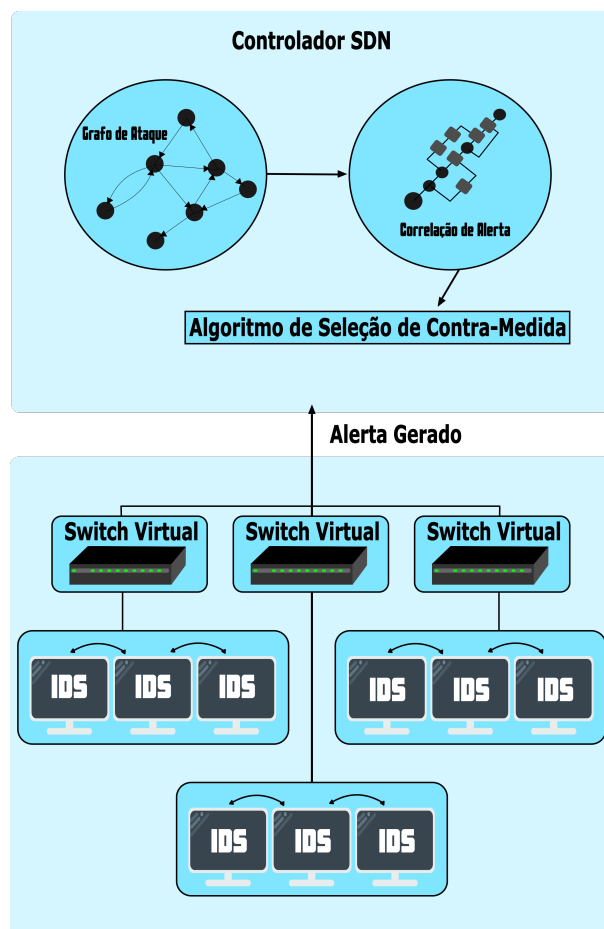 Controlador SDN
Grafo de Ataque
Correlação de Alerta
Algoritmo de Seleção de Contra-Medida
Alerta Gerado
Switch Virtual
Switch Virtual
Switch Virtual
IDS
IDS
IDS
IDS
IDS
IDS
IDS
IDS
IDS